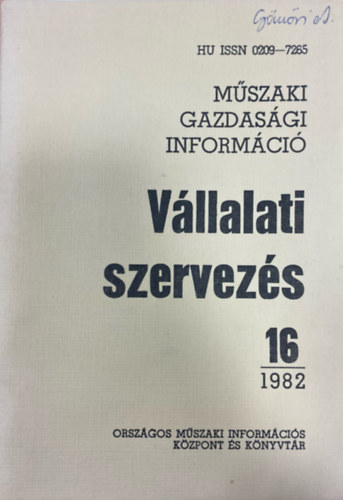 HU ISSN 0209—7265
MŰSZAKI
GAZDASÁGI
INFORMÁCIÓ
Vállalati
szervezés
16
1982
ORSZÁGOS MŰSZAKI INFORMÁCIÓS
KÖZPONT ÉS KÖNYVTÁR